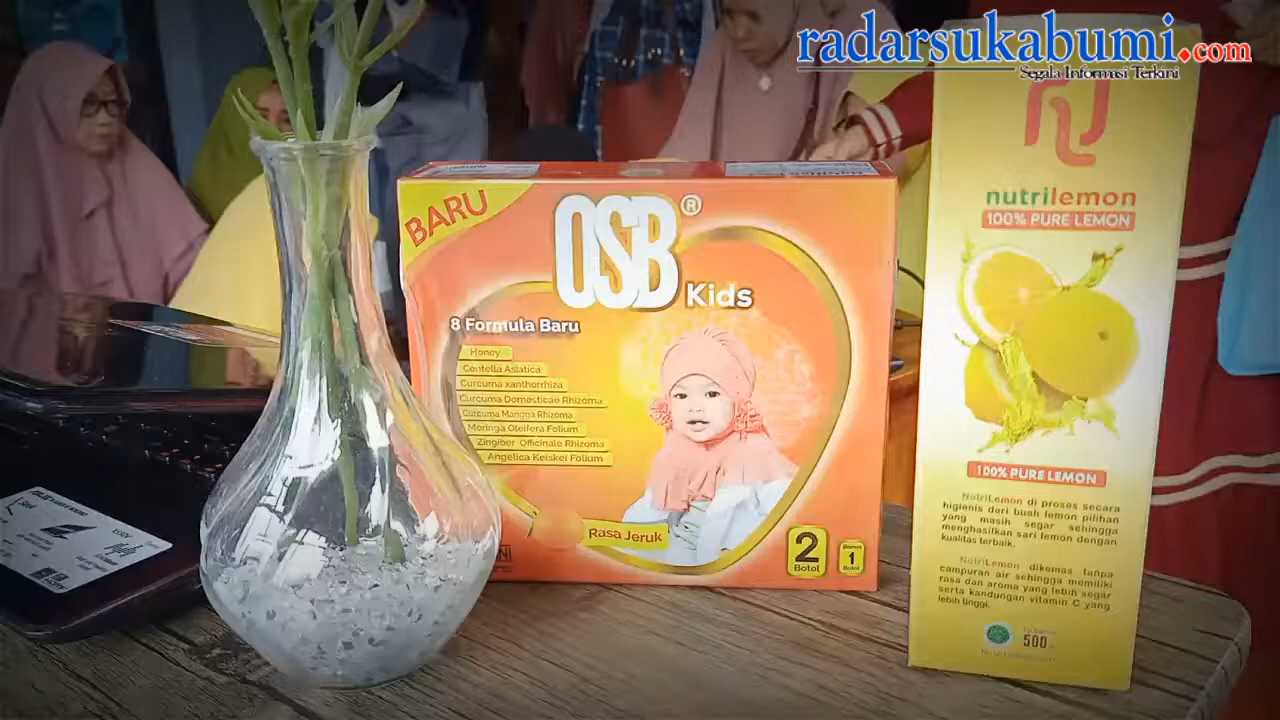 radarsukabumi.com
Segala Informasi Terkini
BARU
OSB®
Kids
8 Formula Baru
Honey
Centella Asiatica
Curcuma xanthorrhiza
Curcuma Domesticae Rhizoma
Curcuma Mangga Rhizoma
Moringa Oleifera Folium
Zingiber Officinale Rhizoma
Angelica Keiskei Folium
Rasa Jeruk
2
Botol
Bonus
1
Botol
nutrilemon
100% PURE LEMON
100% PURE LEMON
NutriLemon di proses secara
higienis dari buah lemon pilihan
yang masih segar sehingga
menghasilkan sari lemon dengan
kualitas terbaik.
NutriLemon dikemas tanpa
campuran air sehingga memiliki
rasa dan aroma yang lebih segar
serta kandungan vitamin C yang
lebih tinggi.
500